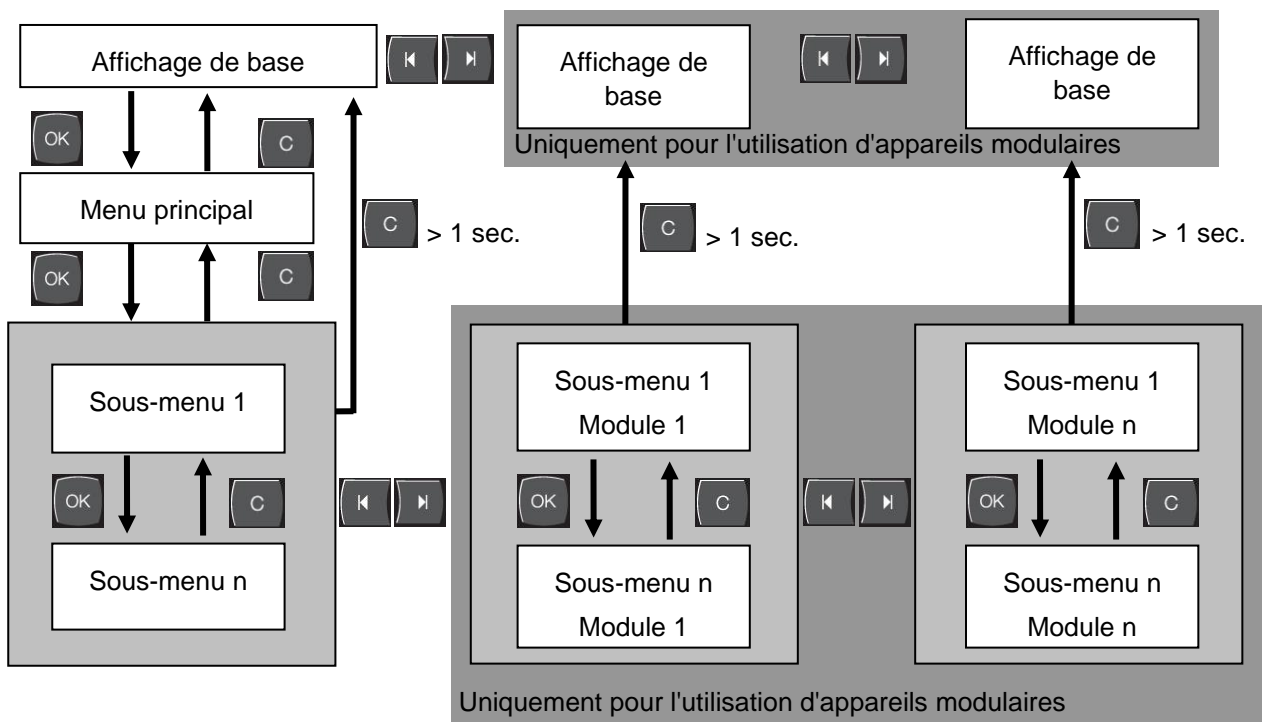 Affichage de base
Affichage de
base
Affichage de
base
Uniquement pour l'utilisation d'appareils modulaires
OK
C
Menu principal
C > 1 sec.
C > 1 sec.
C > 1 sec.
OK
C
Sous-menu 1
Sous-menu 1
Module 1
Sous-menu 1
Module n
OK
C
OK
C
OK
C
Sous-menu n
Sous-menu n
Module 1
Sous-menu n
Module n
Uniquement pour l'utilisation d'appareils modulaires